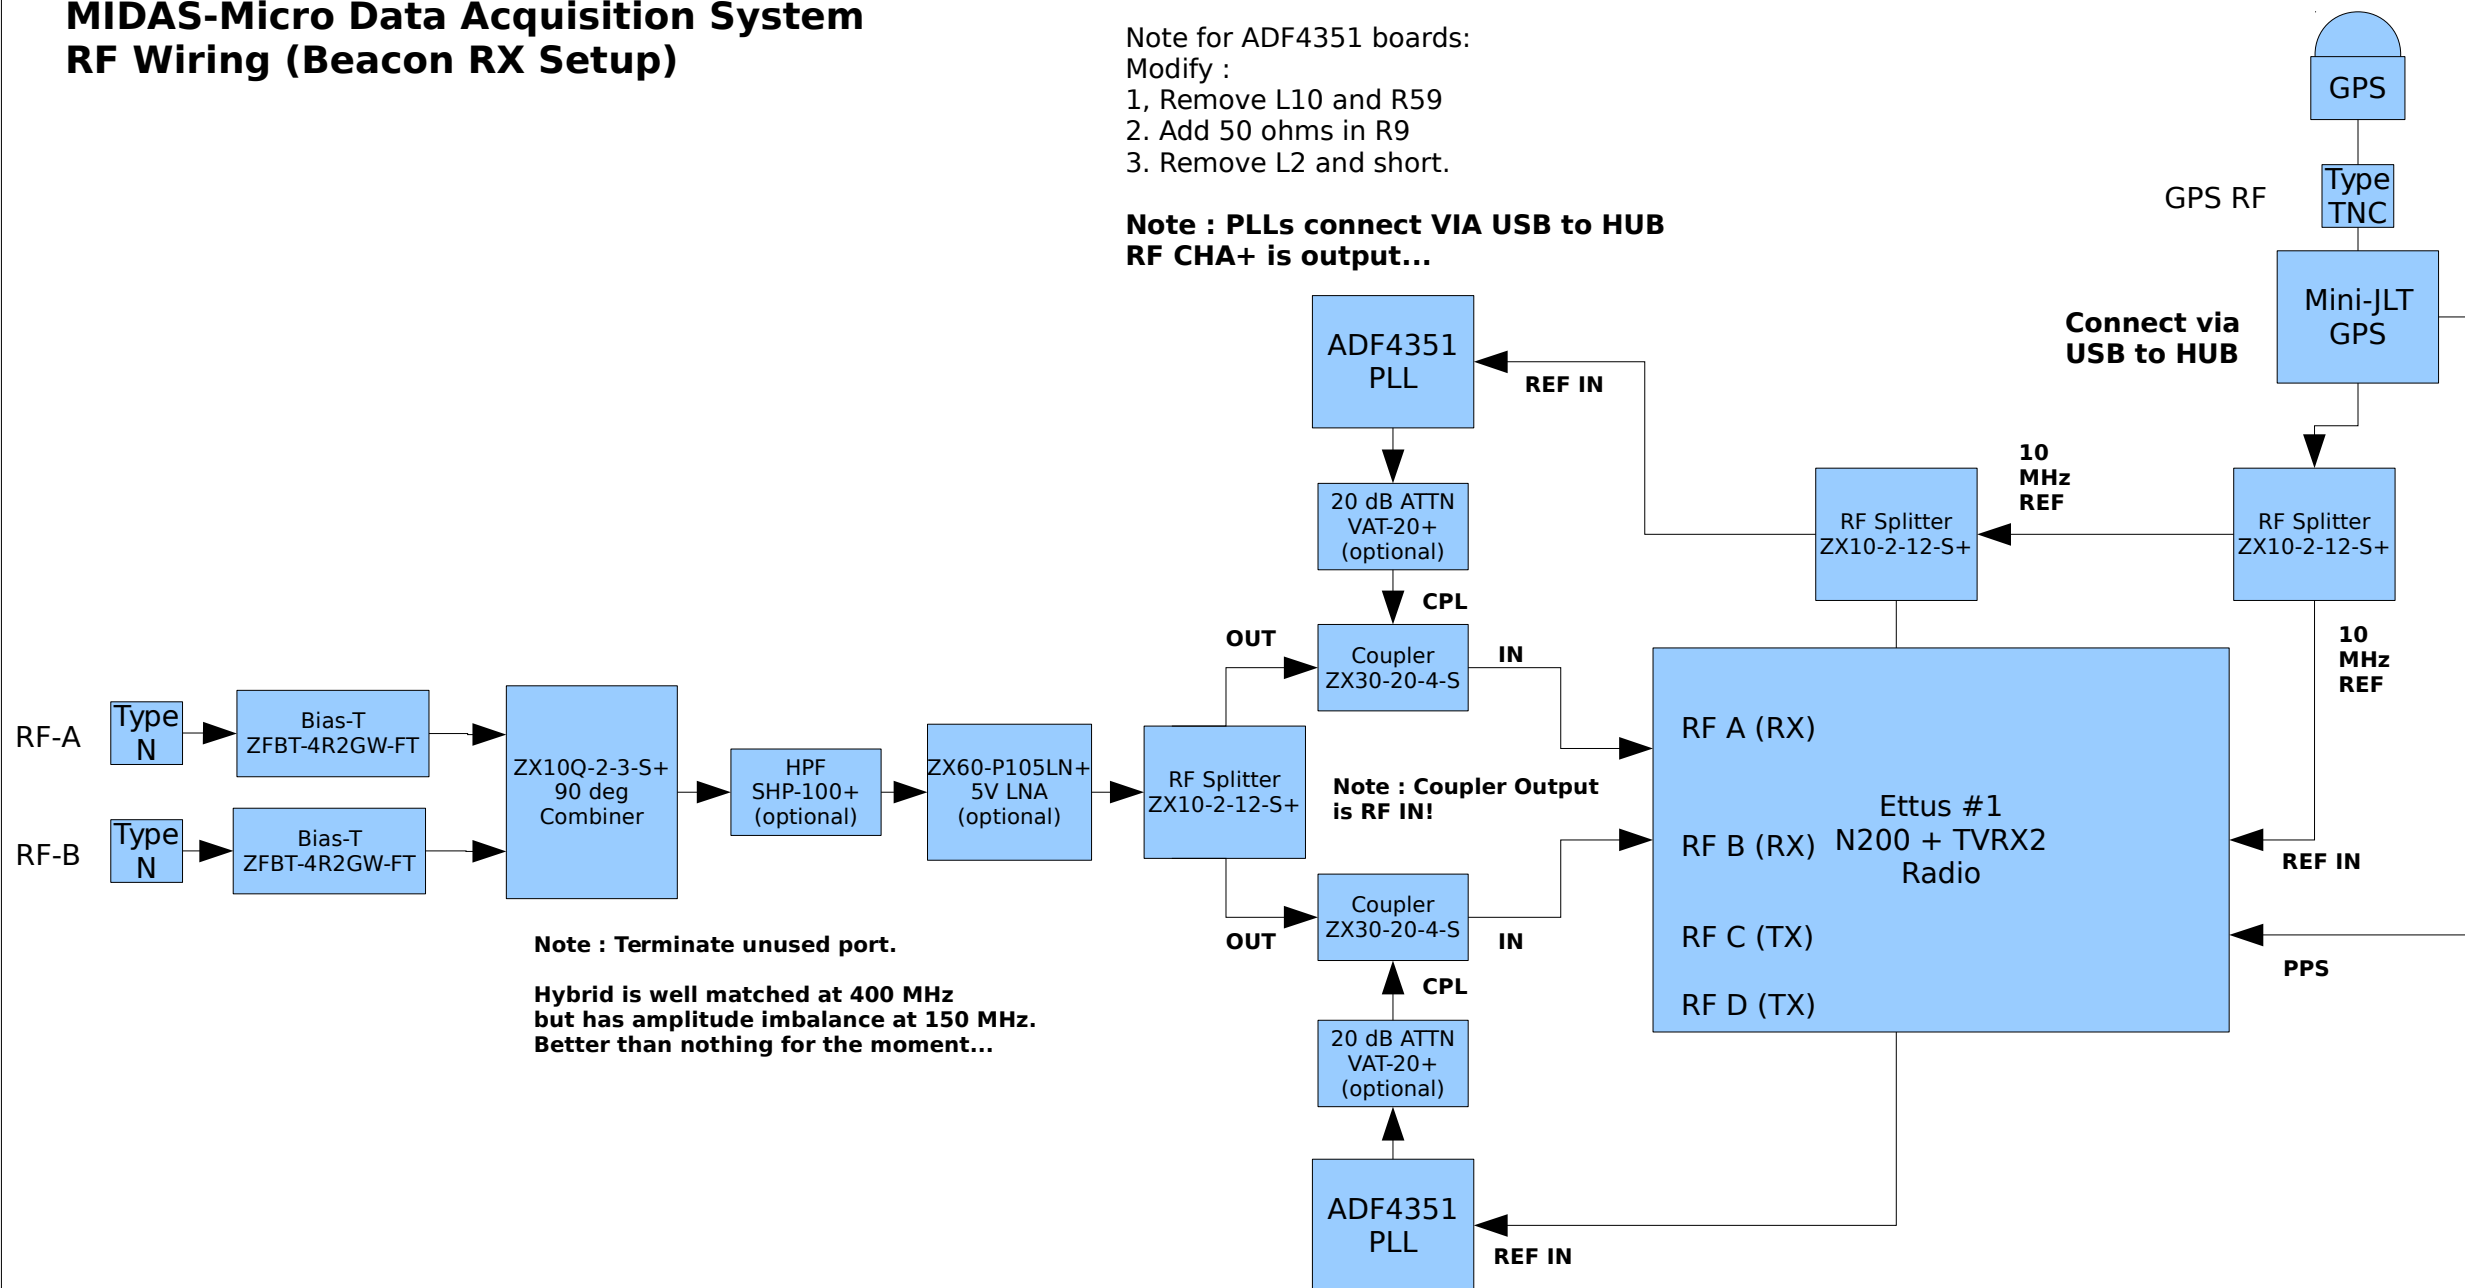 MIDAS-Micro Data Acquisition System
RF Wiring (Beacon RX Setup)
Note for ADF4351 boards:
Modify :
1, Remove L10 and R59
2. Add 50 ohms in R9
3. Remove L2 and short.
Note : PLLs connect VIA USB to HUB
RF CHA+ is output...
GPS
GPS RF
Type
TNC
Mini-JLT
GPS
Connect via
USB to HUB
ADF4351
PLL
REF IN
10
MHz
REF
20 dB ATTN
VAT-20+
(optional)
RF Splitter
ZX10-2-12-S+
RF Splitter
ZX10-2-12-S+
CPL
OUT
Coupler
ZX30-20-4-S
IN
10
MHz
REF
RF-A
Type
N
Bias-T
ZFBT-4R2GW-FT
RF-B
Type
N
Bias-T
ZFBT-4R2GW-FT
ZX10Q-2-3-S+
90 deg
Combiner
HPF
SHP-100+
(optional)
ZX60-P105LN+
5V LNA
(optional)
RF Splitter
ZX10-2-12-S+
Note : Coupler Output
is RF IN!
RF A (RX)
RF B (RX)
RF C (TX)
RF D (TX)
Ettus #1
N200 + TVRX2
Radio
REF IN
PPS
OUT
Coupler
ZX30-20-4-S
IN
CPL
Note : Terminate unused port.
Hybrid is well matched at 400 MHz
but has amplitude imbalance at 150 MHz.
Better than nothing for the moment...
20 dB ATTN
VAT-20+
(optional)
ADF4351
PLL
REF IN